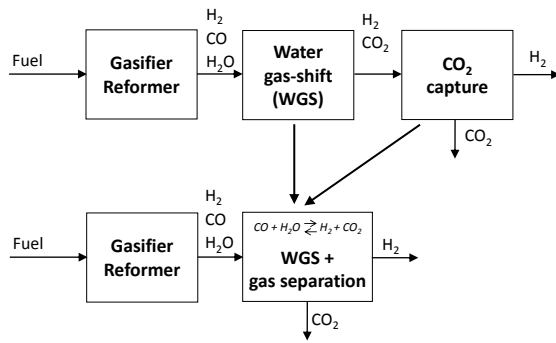 Fuel
Gasifier
Reformer
H₂
CO
H₂O
Water
gas-shift
(WGS)
H₂
CO₂
CO₂
capture
H₂
CO₂
Fuel
Gasifier
Reformer
H₂
CO
H₂O
CO + H₂O ⇄ H₂ + CO₂
WGS +
gas separation
H₂
CO₂